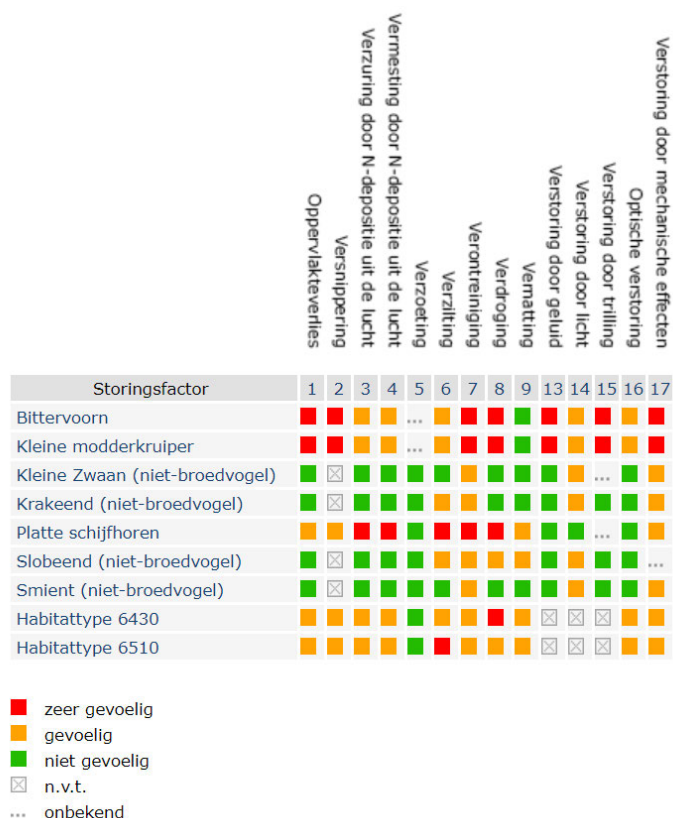 Oppervlakteverlies
Versnippering
Verzuring door N-depositie uit de lucht
Vermesting door N-depositie uit de lucht
Verzoeting
Verzilting
Verontreiniging
Verdroging
Vernatting
Verstoring door geluid
Verstoring door licht
Verstoring door trilling
Optische verstoring
Verstoring door mechanische effecten
Storingsfactor 1 2 3 4 5 6 7 8 9 13 14 15 16 17
Bittervoorn ...
Kleine modderkruiper ...
Kleine Zwaan (niet-broedvogel) ...
Krakeend (niet-broedvogel)
Platte schijfhoren ...
Slobeend (niet-broedvogel) ...
Smient (niet-broedvogel)
Habitattype 6430
Habitattype 6510
zeer gevoelig
gevoelig
niet gevoelig
n.v.t.
... onbekend